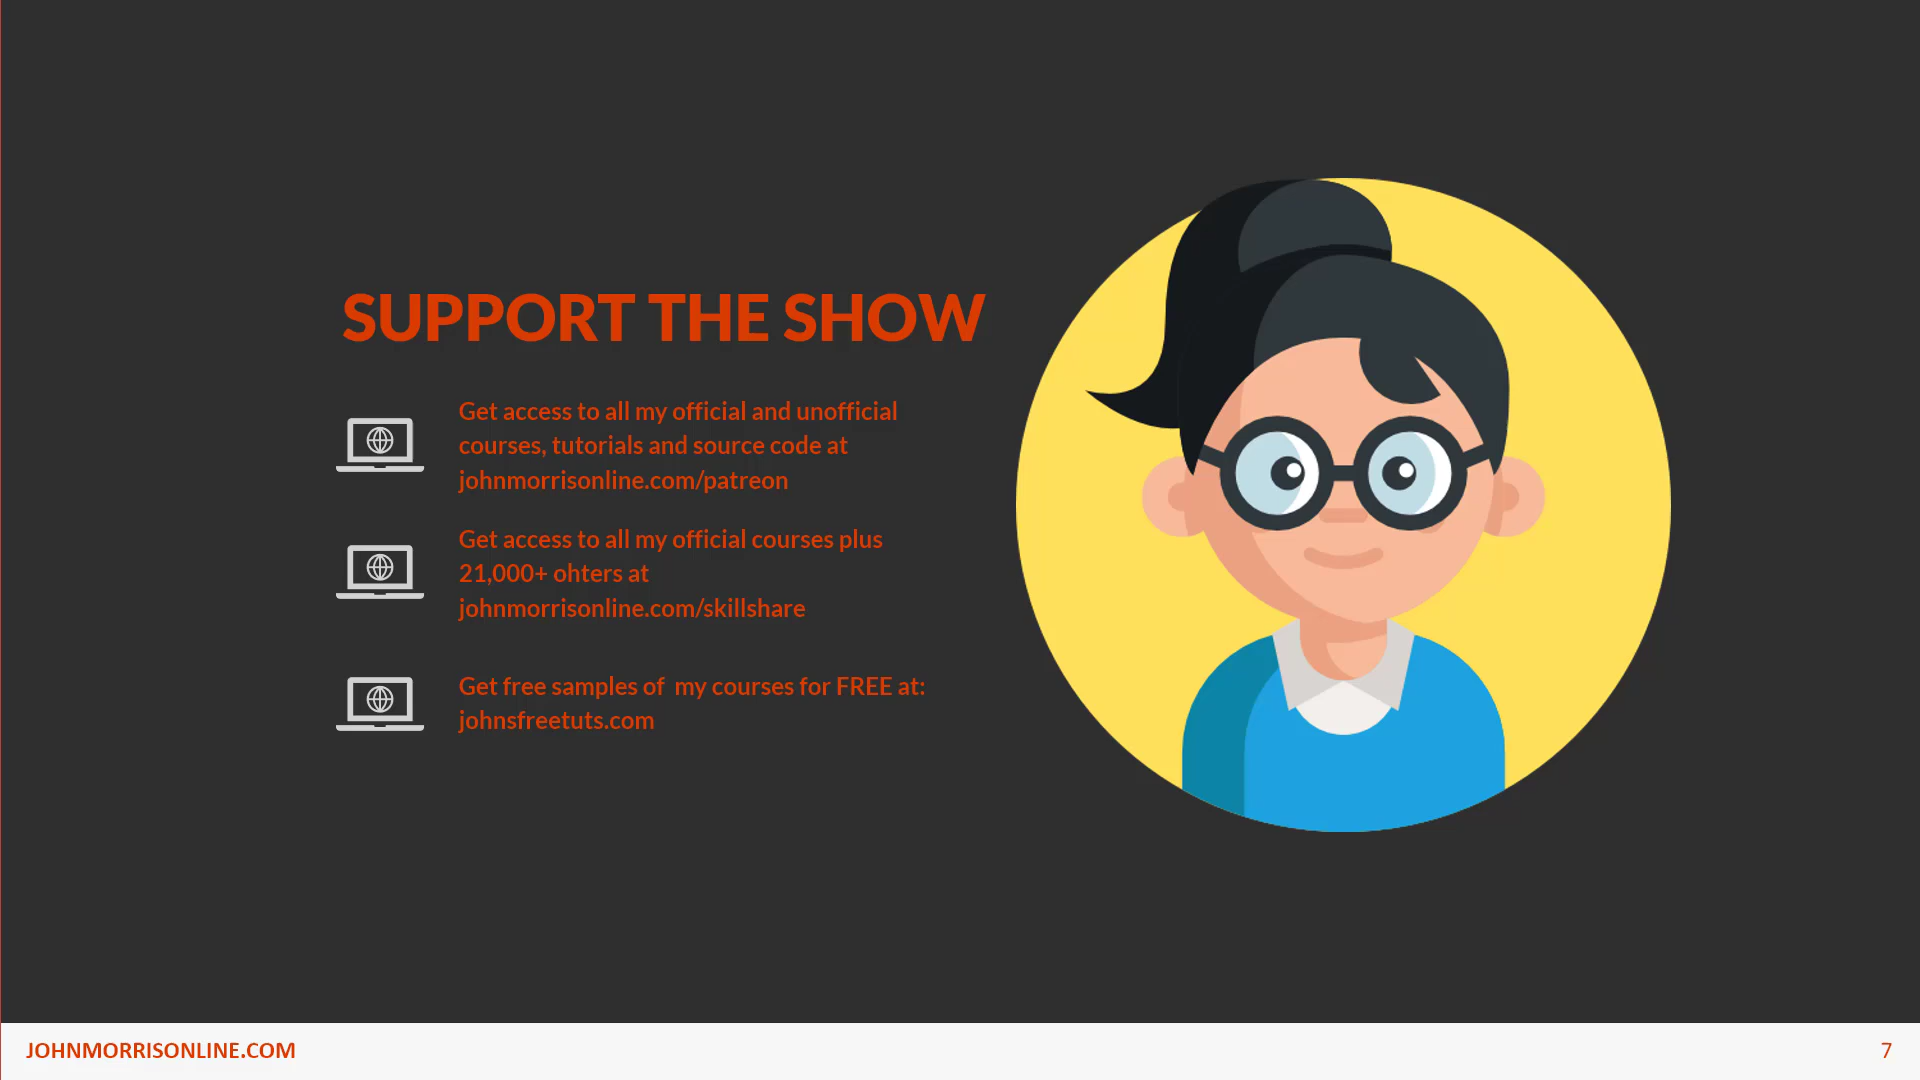 SUPPORT THE SHOW
Get access to all my official and unofficial
courses, tutorials and source code at
johnmorrisonline.com/patreon
Get access to all my official courses plus
21,000+ ohters at
johnmorrisonline.com/skillshare
Get free samples of  my courses for FREE at:
johnsfreetuts.com
JOHNMORRISONLINE.COM
7